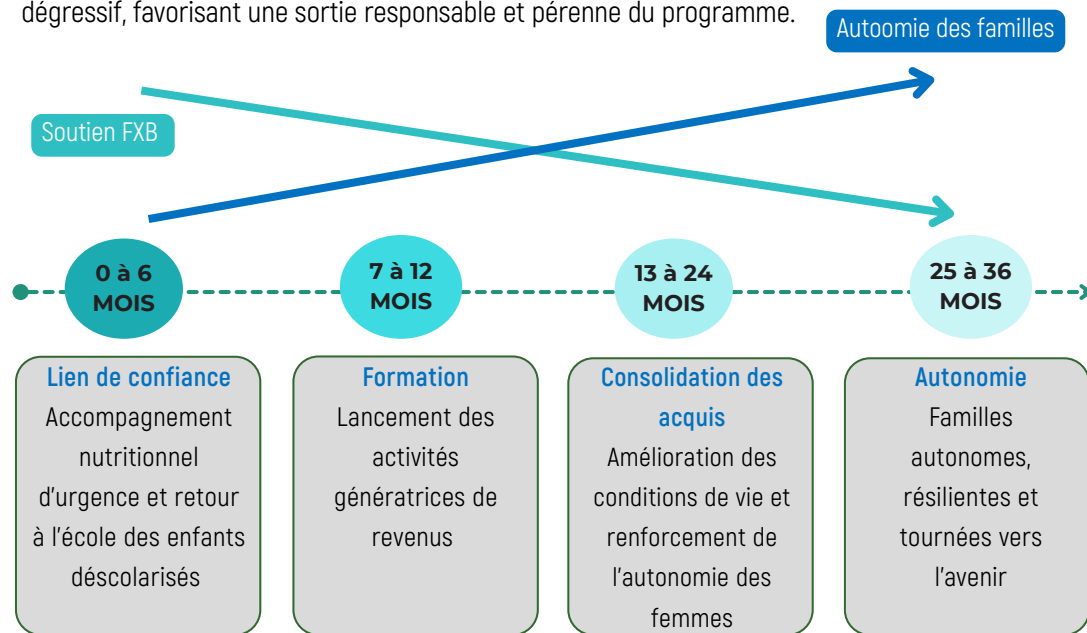 dégressif, favorisant une sortie responsable et pérenne du programme.
Autoomie des familles
Soutien FXB
0 à 6
MOIS
7 à 12
MOIS
13 à 24
MOIS
25 à 36
MOIS
Lien de confiance
Accompagnement
nutritionnel
d'urgence et retour
à l'école des enfants
déscolarisés
Formation
Lancement des
activités
génératrices de
revenus
Consolidation des
acquis
Amélioration des
conditions de vie et
renforcement de
l'autonomie des
femmes
Autonomie
Familles
autonomes,
résilientes et
tournées vers
l'avenir